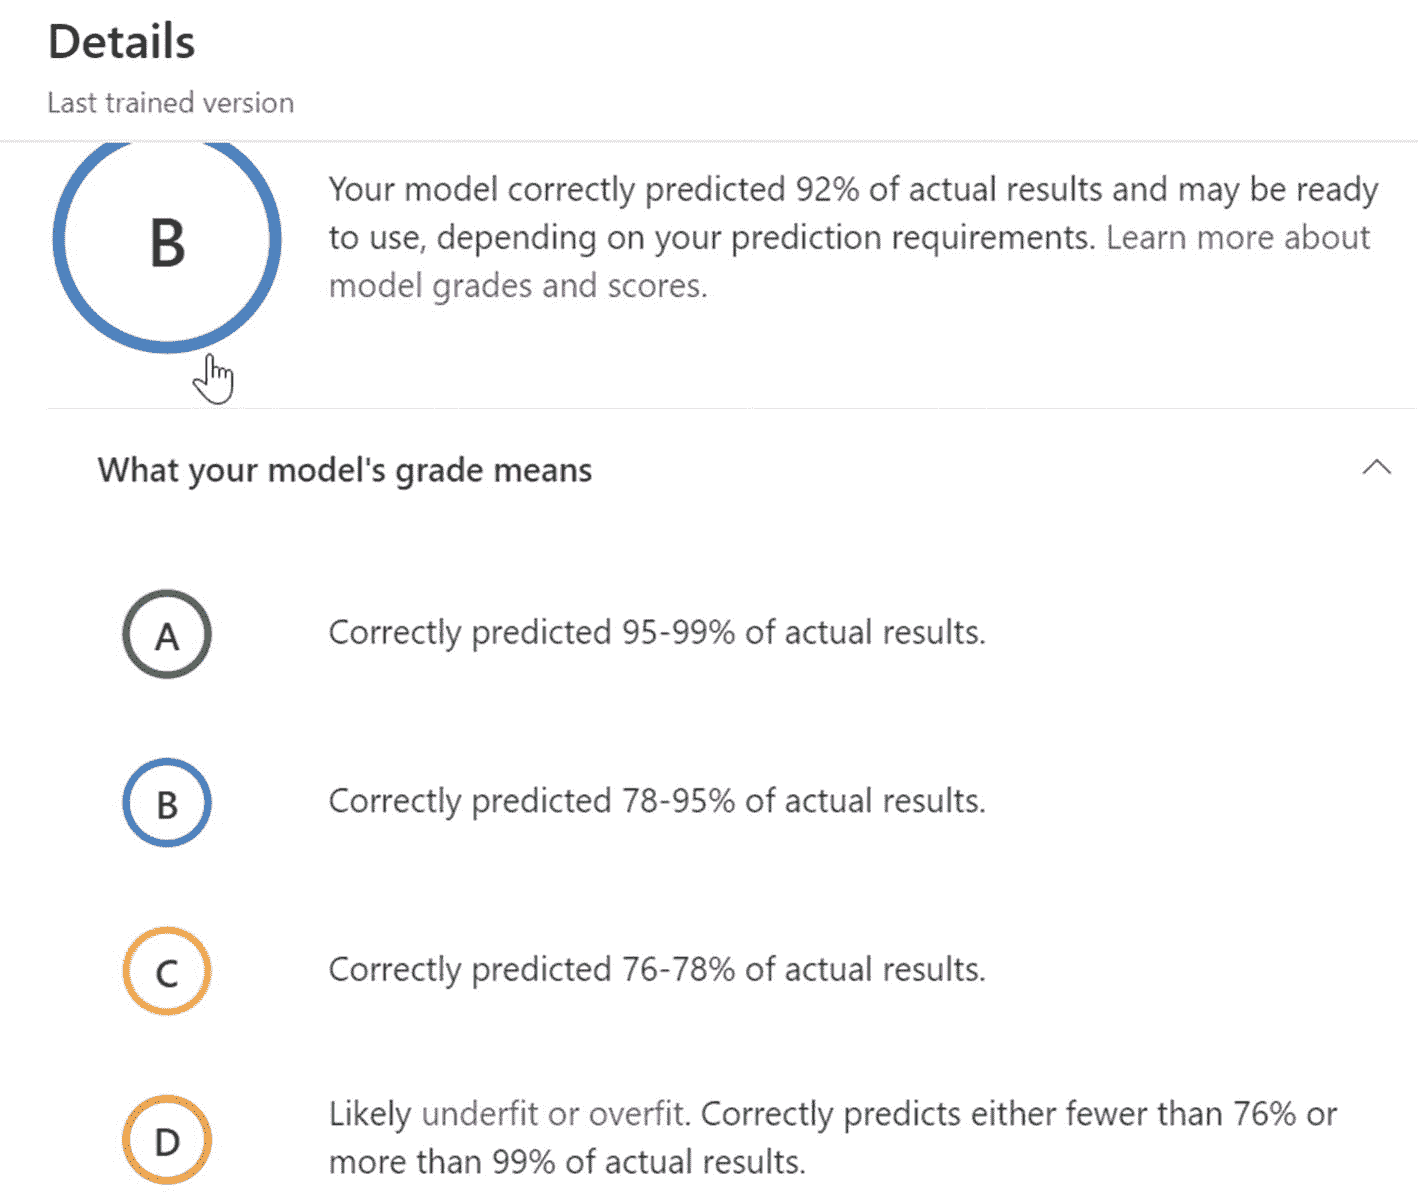 Details
Last trained version
B
Your model correctly predicted 92% of actual results and may be ready
to use, depending on your prediction requirements. Learn more about
model grades and scores.
What your model's grade means
A
Correctly predicted 95-99% of actual results.
B
Correctly predicted 78-95% of actual results.
C
Correctly predicted 76-78% of actual results.
D
Likely underfit or overfit. Correctly predicts either fewer than 76% or
more than 99% of actual results.